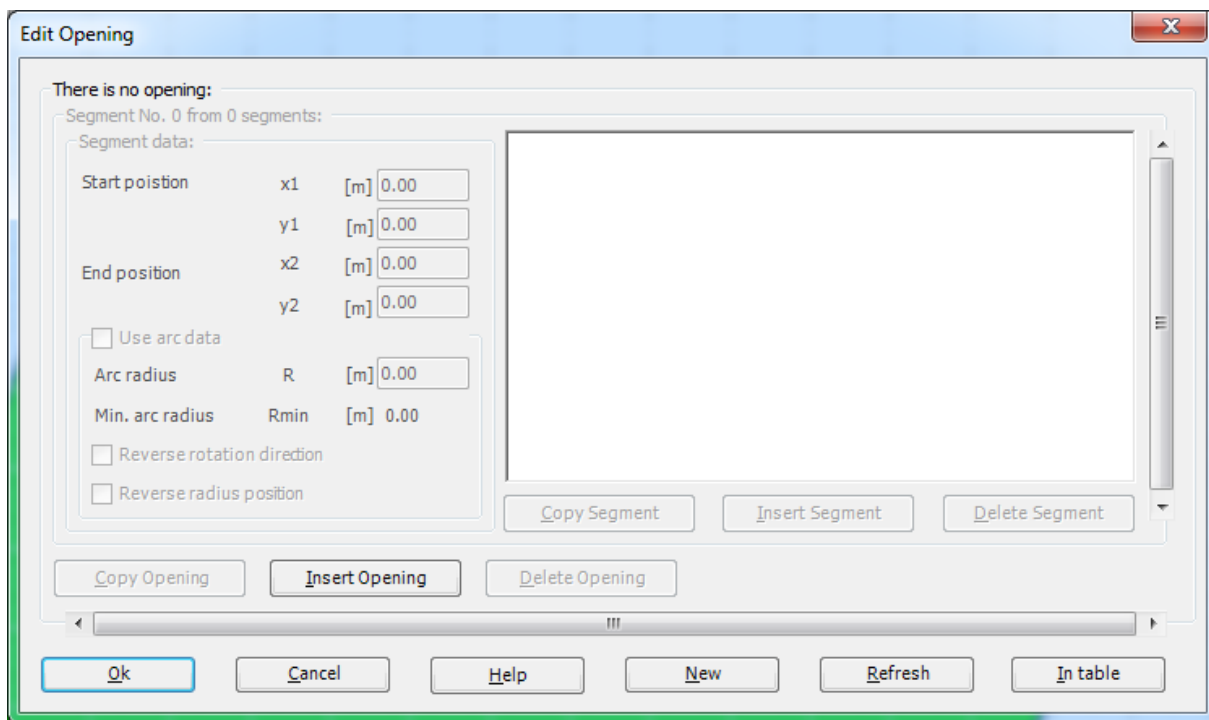 Edit Opening
There is no opening:
Segment No. 0 from 0 segments:
Segment data:
Start poistion x1 [m] 0.00
y1 [m] 0.00
End position x2 [m] 0.00
y2 [m] 0.00
Use arc data
Arc radius R [m] 0.00
Min. arc radius Rmin [m] 0.00
Reverse rotation direction
Reverse radius position
Copy Segment Insert Segment Delete Segment
Copy Opening Insert Opening Delete Opening
Ok Cancel Help New Refresh In table